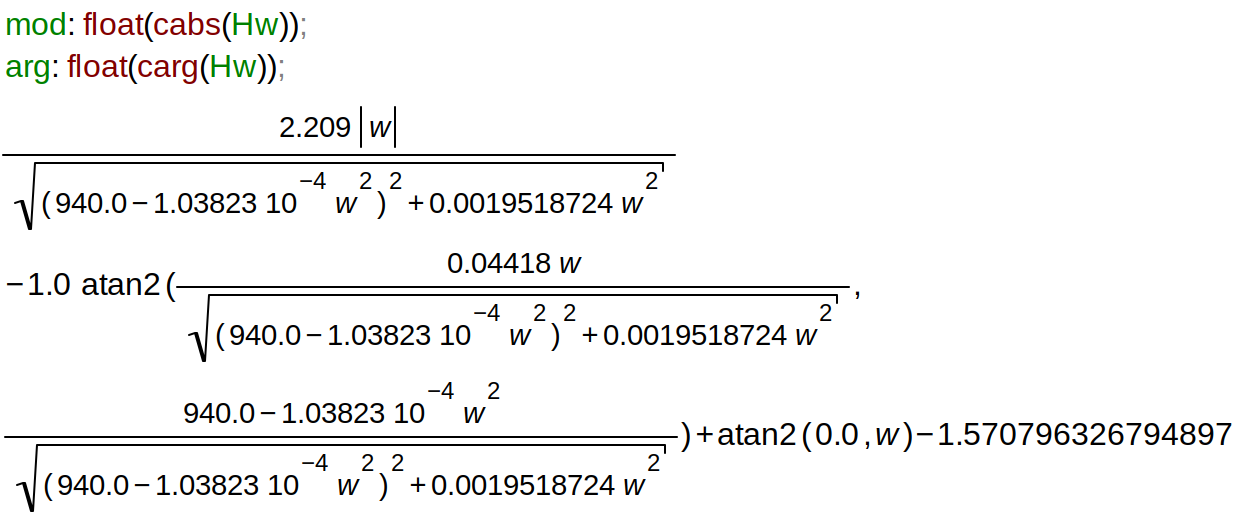 mod: float(cabs(Hw));
arg: float(carg(Hw));
2.209 |w|
√((940.0−1.03823 10^−4 w^2)^2+0.0019518724 w^2)
0.04418 w
−1.0 atan2(
,
√((940.0−1.03823 10^−4 w^2)^2+0.0019518724 w^2)
940.0−1.03823 10^−4 w^2
)+atan2(0.0,w)−1.570796326794897
√((940.0−1.03823 10^−4 w^2)^2+0.0019518724 w^2)